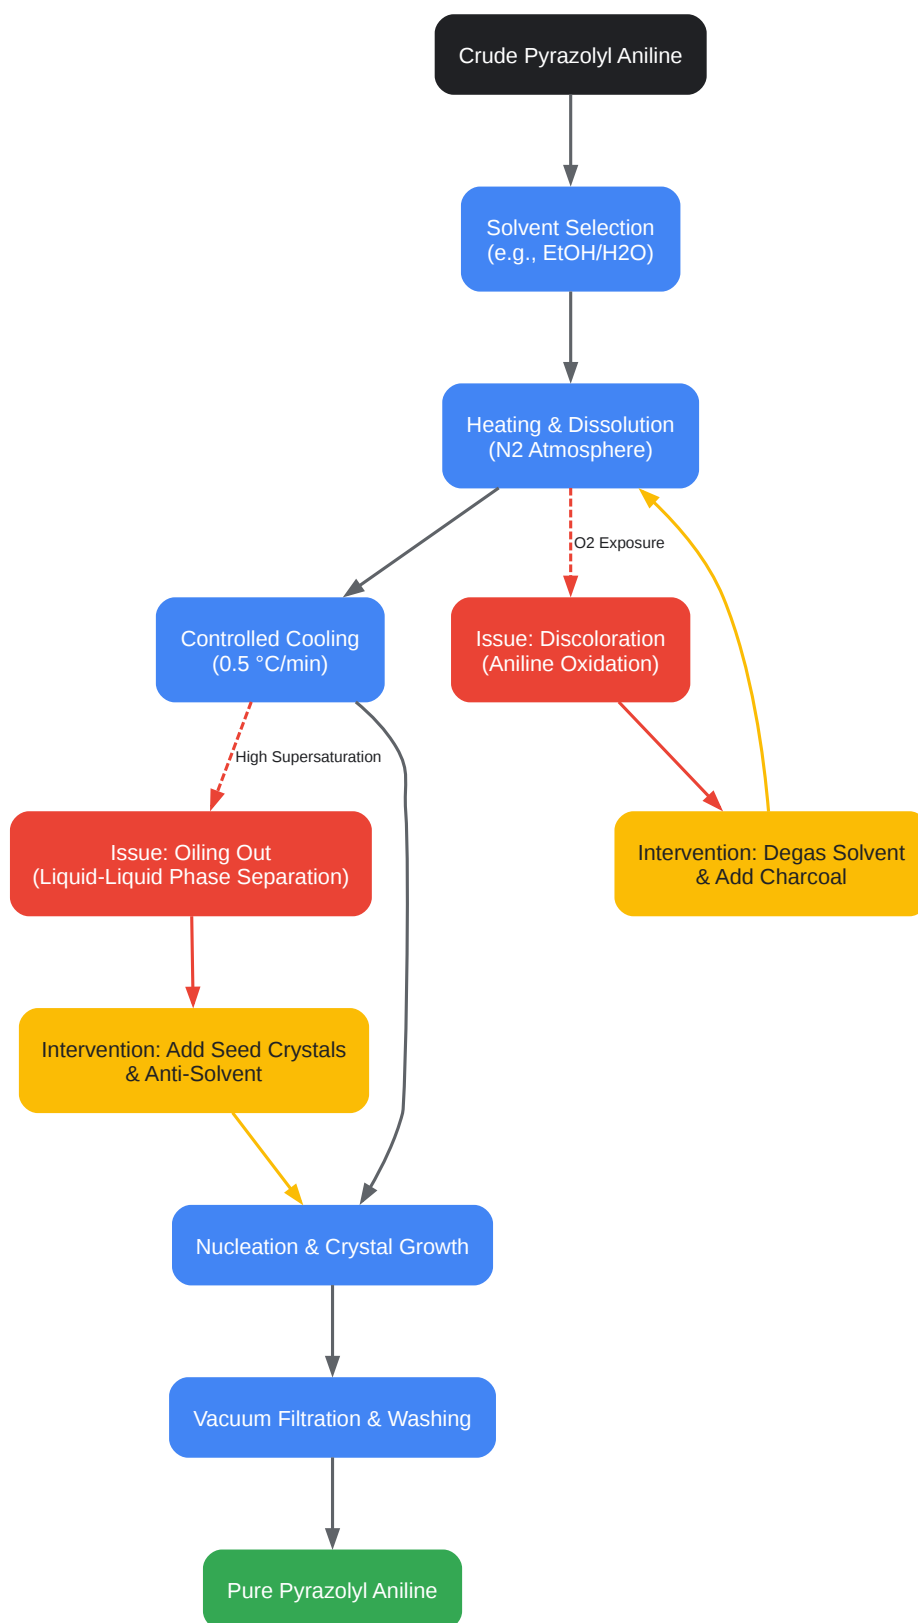 Crude Pyrazolyl Aniline
Solvent Selection
(e.g., EtOH/H2O)
Heating & Dissolution
(N2 Atmosphere)
O2 Exposure
Controlled Cooling
(0.5 °C/min)
Issue: Discoloration
(Aniline Oxidation)
High Supersaturation
Issue: Oiling Out
(Liquid-Liquid Phase Separation)
Intervention: Degas Solvent
& Add Charcoal
Intervention: Add Seed Crystals
& Anti-Solvent
Nucleation & Crystal Growth
Vacuum Filtration & Washing
Pure Pyrazolyl Aniline